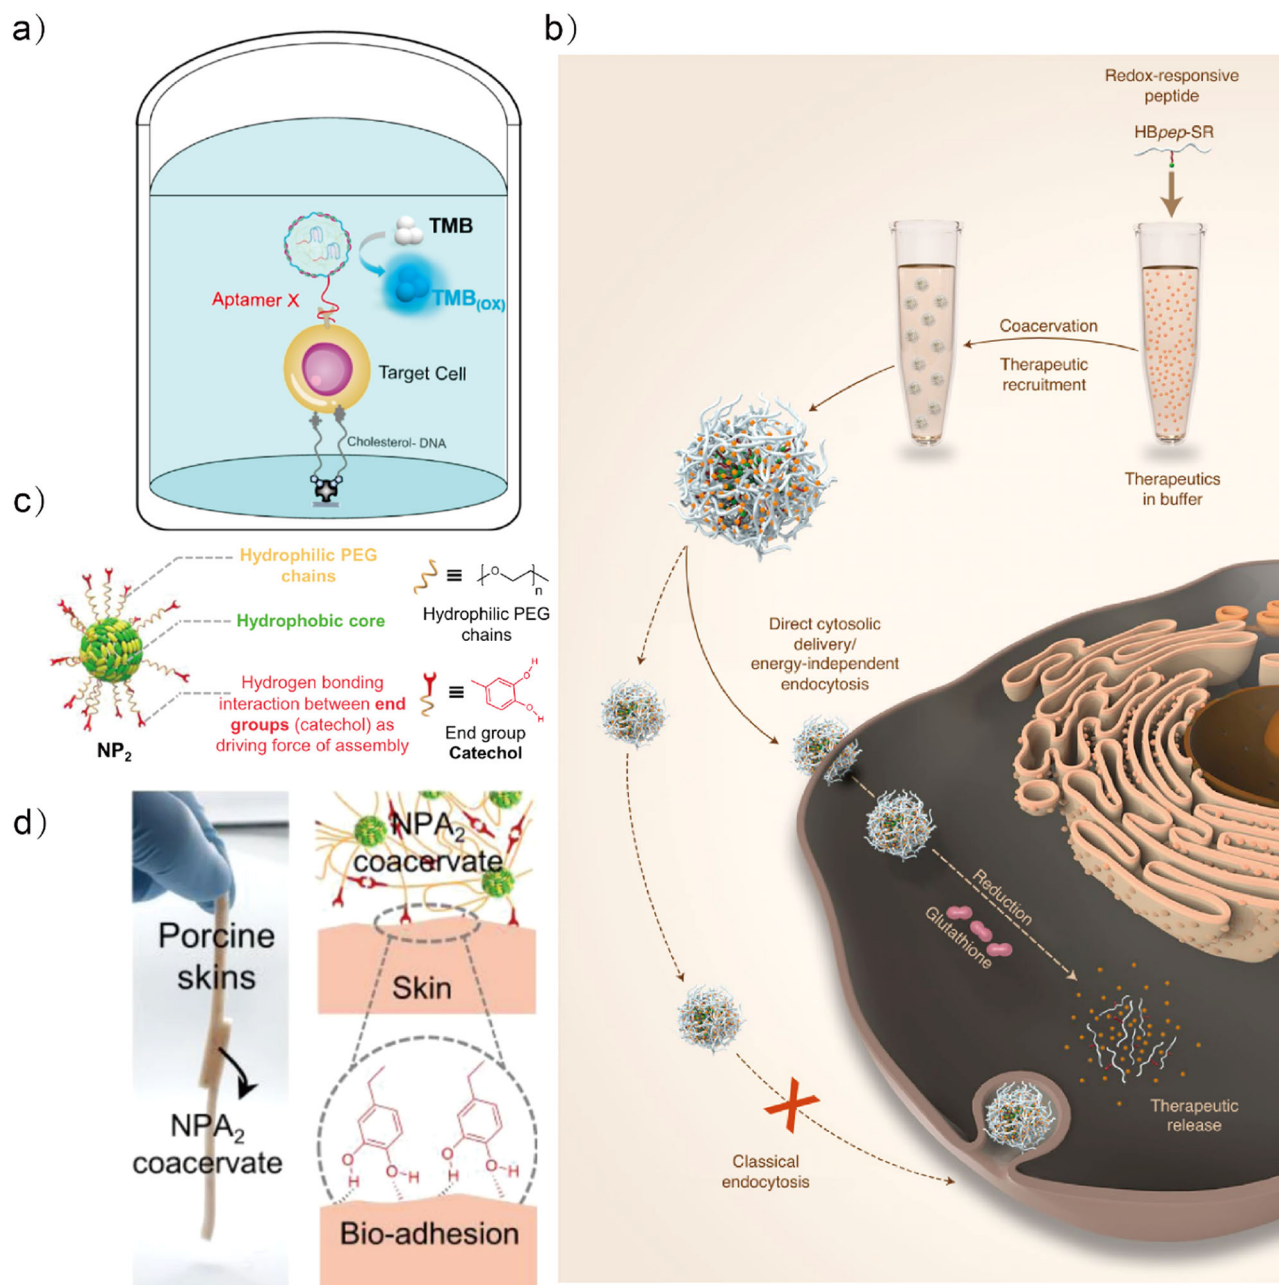 a)
TMB
TMB(OX)
Aptamer X
Target Cell
Cholesterol- DNA
b)
Redox-responsive
peptide
HBpep-SR
Coacervation
Therapeutic
recruitment
Therapeutics
in buffer
Direct cytosolic
delivery/
energy-independent
endocytosis
Reduction
Glutathione
Therapeutic
release
Classical
endocytosis
c)
Hydrophilic PEG
chains
Hydrophobic core
Hydrogen bonding
interaction between end
groups (catechol) as
driving force of assembly
NP2
≡
O
n
Hydrophilic PEG
chains
≡
O
H
O
H
End group
Catechol
d)
Porcine
skins
NPA2
coacervate
NPA2
coacervate
Skin
O
H
O-H
O
H
O-H
Bio-adhesion